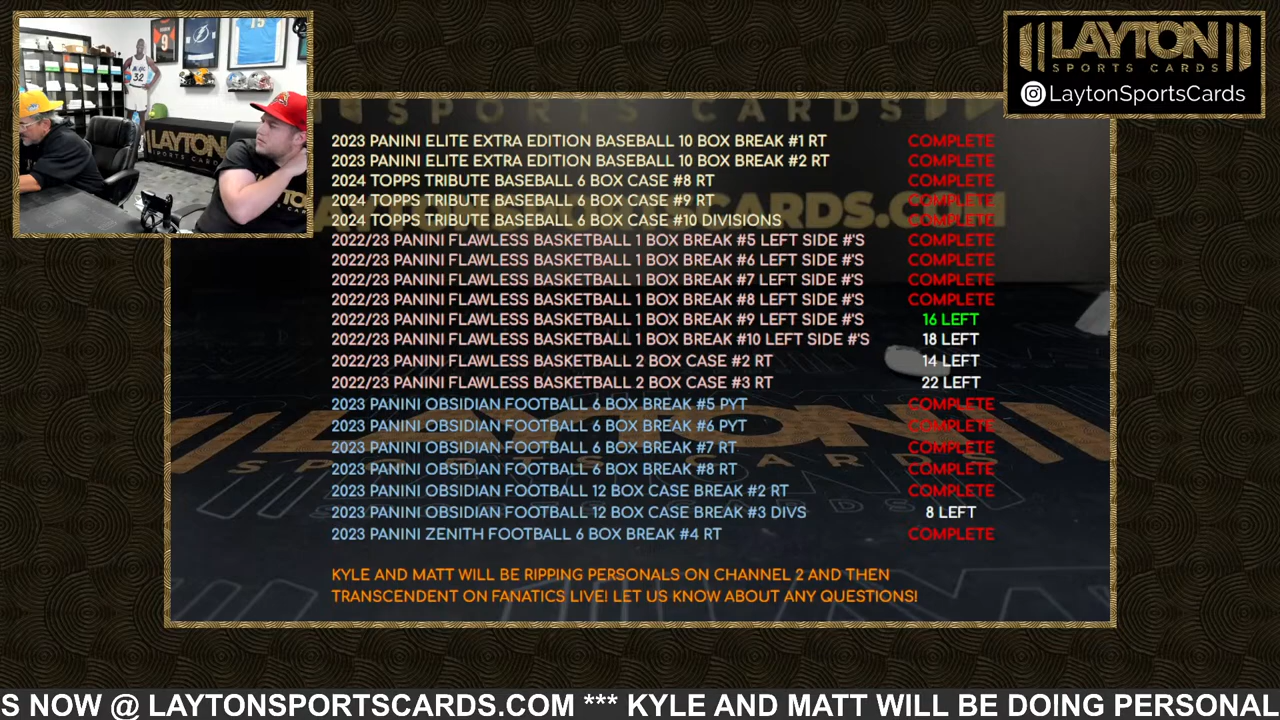 LAYTON
SPORTS CARDS
LaytonSportsCards
2023 PANINI ELITE EXTRA EDITION BASEBALL 10 BOX BREAK #1 RT COMPLETE
2023 PANINI ELITE EXTRA EDITION BASEBALL 10 BOX BREAK #2 RT COMPLETE
2024 TOPPS TRIBUTE BASEBALL 6 BOX CASE #8 RT COMPLETE
2024 TOPPS TRIBUTE BASEBALL 6 BOX CASE #9 RT COMPLETE
2024 TOPPS TRIBUTE BASEBALL 6 BOX CASE #10 DIVISIONS COMPLETE
2022/23 PANINI FLAWLESS BASKETBALL 1 BOX BREAK #5 LEFT SIDE #'S COMPLETE
2022/23 PANINI FLAWLESS BASKETBALL 1 BOX BREAK #6 LEFT SIDE #'S COMPLETE
2022/23 PANINI FLAWLESS BASKETBALL 1 BOX BREAK #7 LEFT SIDE #'S COMPLETE
2022/23 PANINI FLAWLESS BASKETBALL 1 BOX BREAK #8 LEFT SIDE #'S COMPLETE
2022/23 PANINI FLAWLESS BASKETBALL 1 BOX BREAK #9 LEFT SIDE #'S 16 LEFT
2022/23 PANINI FLAWLESS BASKETBALL 1 BOX BREAK #10 LEFT SIDE #'S 18 LEFT
2022/23 PANINI FLAWLESS BASKETBALL 2 BOX CASE #2 RT 14 LEFT
2022/23 PANINI FLAWLESS BASKETBALL 2 BOX CASE #3 RT 22 LEFT
2023 PANINI OBSIDIAN FOOTBALL 6 BOX BREAK #5 PYT COMPLETE
2023 PANINI OBSIDIAN FOOTBALL 6 BOX BREAK #6 PYT COMPLETE
2023 PANINI OBSIDIAN FOOTBALL 6 BOX BREAK #7 RT COMPLETE
2023 PANINI OBSIDIAN FOOTBALL 6 BOX BREAK #8 RT COMPLETE
2023 PANINI OBSIDIAN FOOTBALL 12 BOX CASE BREAK #2 RT COMPLETE
2023 PANINI OBSIDIAN FOOTBALL 12 BOX CASE BREAK #3 DIVS 8 LEFT
2023 PANINI ZENITH FOOTBALL 6 BOX BREAK #4 RT COMPLETE
KYLE AND MATT WILL BE RIPPING PERSONALS ON CHANNEL 2 AND THEN
TRANSCENDENT ON FANATICS LIVE! LET US KNOW ABOUT ANY QUESTIONS!
S NOW @ LAYTONSPORTSCARDS.COM *** KYLE AND MATT WILL BE DOING PERSONAL